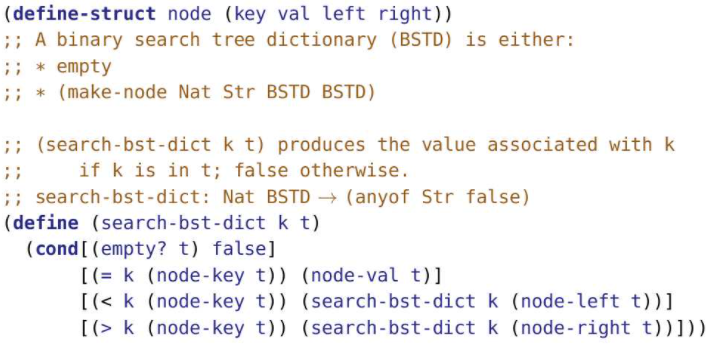 (define-struct node (key val left right))
;; A binary search tree dictionary (BSTD) is either:
;; * empty
;; * (make-node Nat Str BSTD BSTD)

;; (search-bst-dict k t) produces the value associated with k
;;     if k is in t; false otherwise.
;; search-bst-dict: Nat BSTD → (anyof Str false)
(define (search-bst-dict k t)
  (cond[(empty? t) false]
       [(= k (node-key t)) (node-val t)]
       [(< k (node-key t)) (search-bst-dict k (node-left t))]
       [(> k (node-key t)) (search-bst-dict k (node-right t))]))